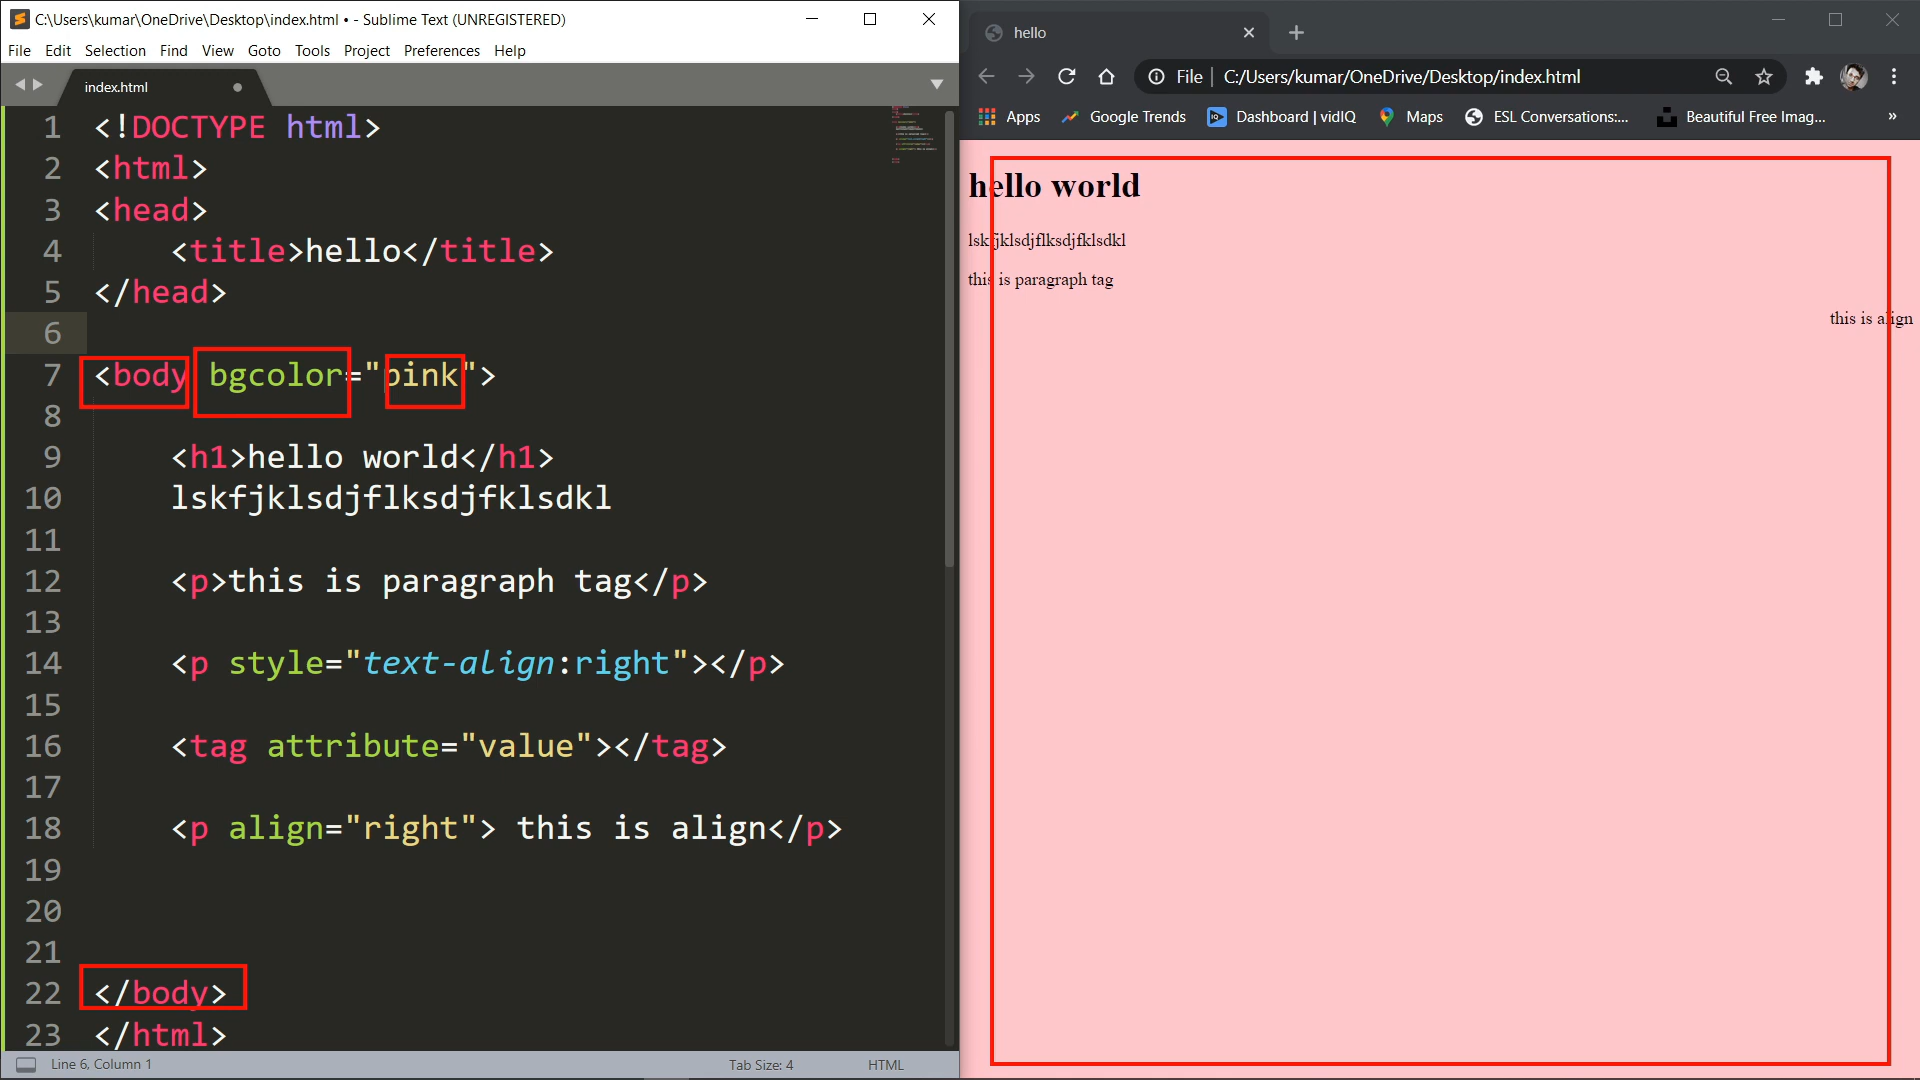 C:\Users\kumar\OneDrive\Desktop\index.html • - Sublime Text (UNREGISTERED)
File Edit Selection Find View Goto Tools Project Preferences Help
index.html
1 <!DOCTYPE html>
2 <html>
3 <head>
4 <title>hello</title>
5 </head>
6
7 <body bgcolor="pink">
8
9 <h1>hello world</h1>
10 lskfjklsdjflksdjfklsdkl
11
12 <p>this is paragraph tag</p>
13
14 <p style="text-align:right"></p>
15
16 <tag attribute="value"></tag>
17
18 <p align="right"> this is align</p>
19
20
21
22 </body>
23 </html>
Line 6, Column 1 Tab Size: 4 HTML
hello
File | C:/Users/kumar/OneDrive/Desktop/index.html
Apps Google Trends Dashboard | vidIQ Maps ESL Conversations:... Beautiful Free Imag... »
hello world
lskfjklsdjflksdjfklsdkl
this is paragraph tag
this is align